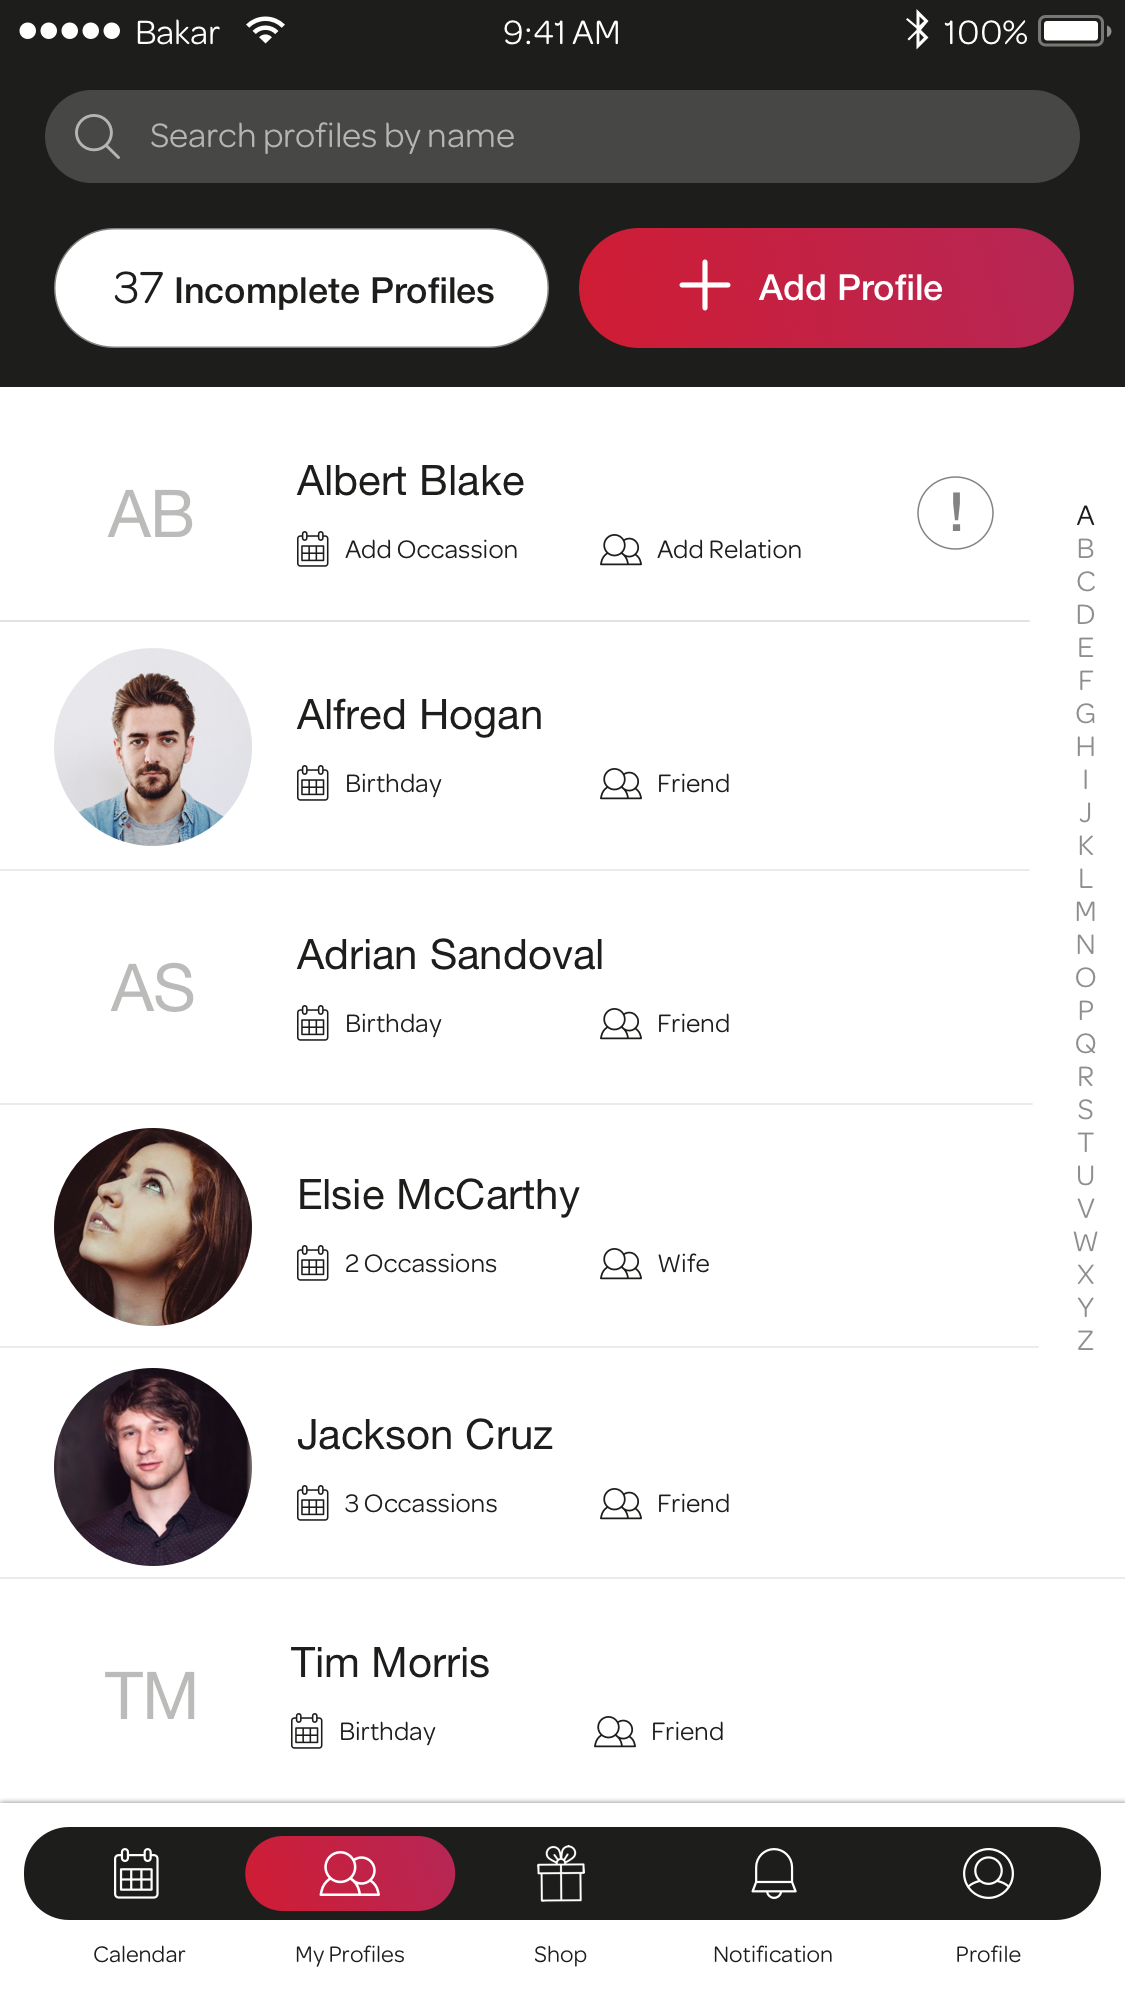 Bakar 9:41 AM 100%
Search profiles by name
37 Incomplete Profiles
Add Profile
AB
Albert Blake
Add Occassion
Add Relation
!
Alfred Hogan
Birthday
Friend
AS
Adrian Sandoval
Birthday
Friend
Elsie McCarthy
2 Occassions
Wife
Jackson Cruz
3 Occassions
Friend
TM
Tim Morris
Birthday
Friend
A
B
C
D
E
F
G
H
I
J
K
L
M
N
O
P
Q
R
S
T
U
V
W
X
Y
Z
Calendar
My Profiles
Shop
Notification
Profile